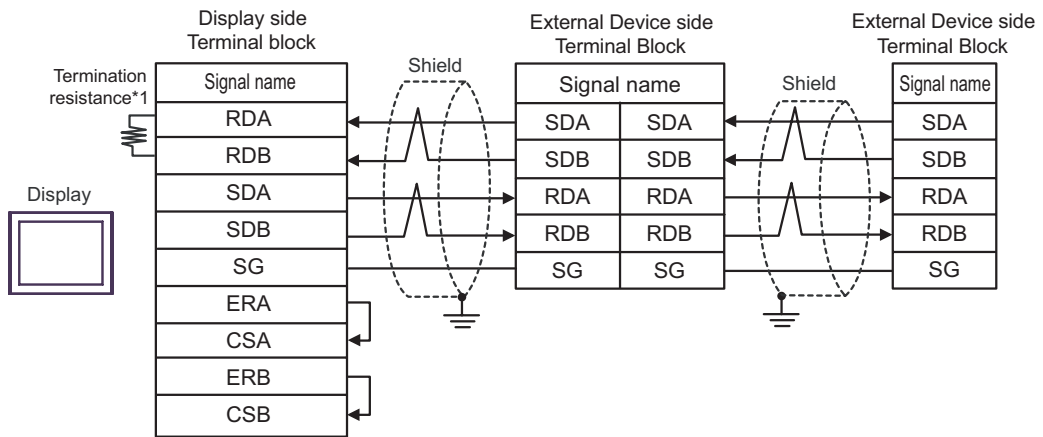 Display side
Terminal block
External Device side
Terminal Block
External Device side
Terminal Block
Termination
resistance*1
Shield
Shield
Display
Signal name
RDA
RDB
SDA
SDB
SG
ERA
CSA
ERB
CSB
Signal name
SDA SDA
SDB SDB
RDA RDA
RDB RDB
SG SG
Signal name
SDA
SDB
RDA
RDB
SG